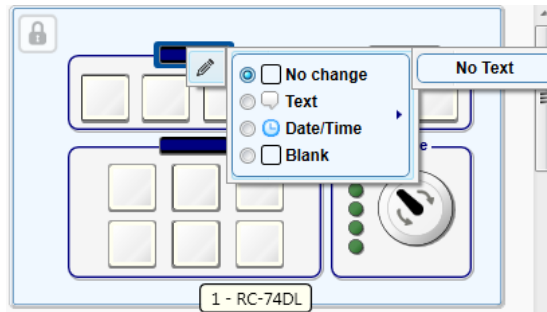 No change
Text
Date/Time
Blank
No Text
e
1 - RC-74DL